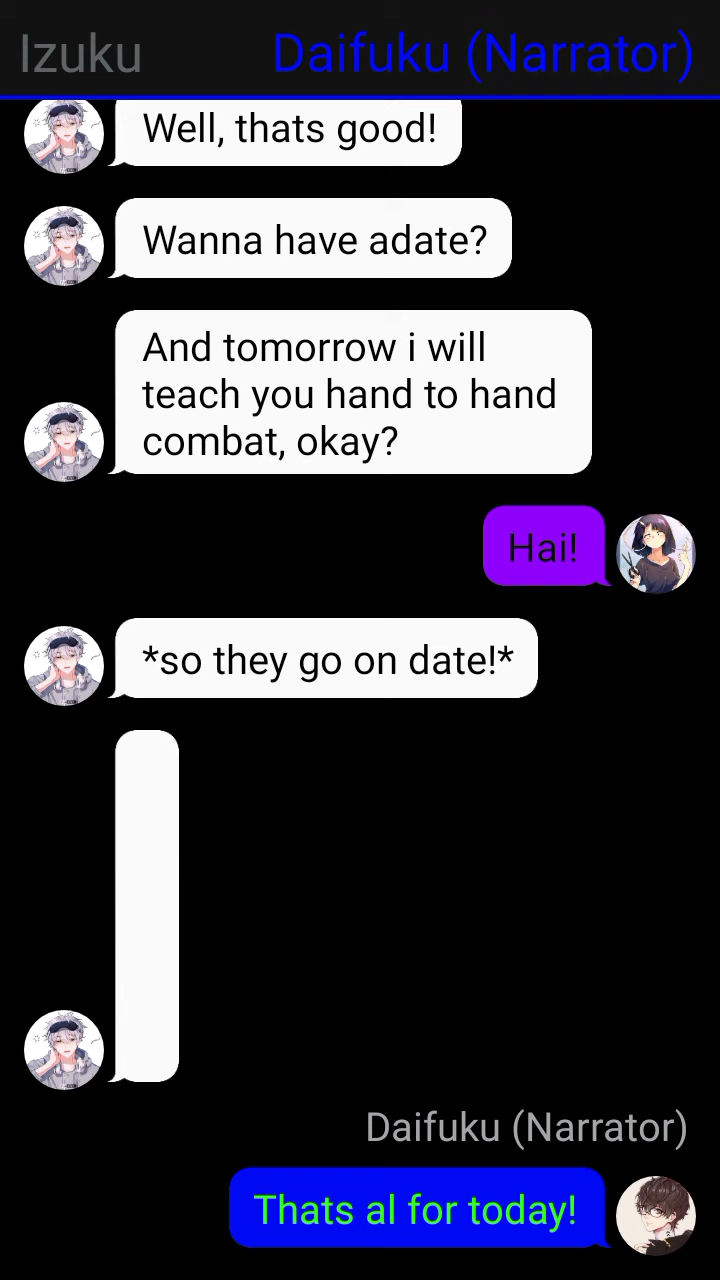 Izuku
Daifuku (Narrator)
Well, thats good!
Wanna have adate?
And tomorrow i will
teach you hand to hand
combat, okay?
Hai!
*so they go on date!*
Daifuku (Narrator)
Thats al for today!